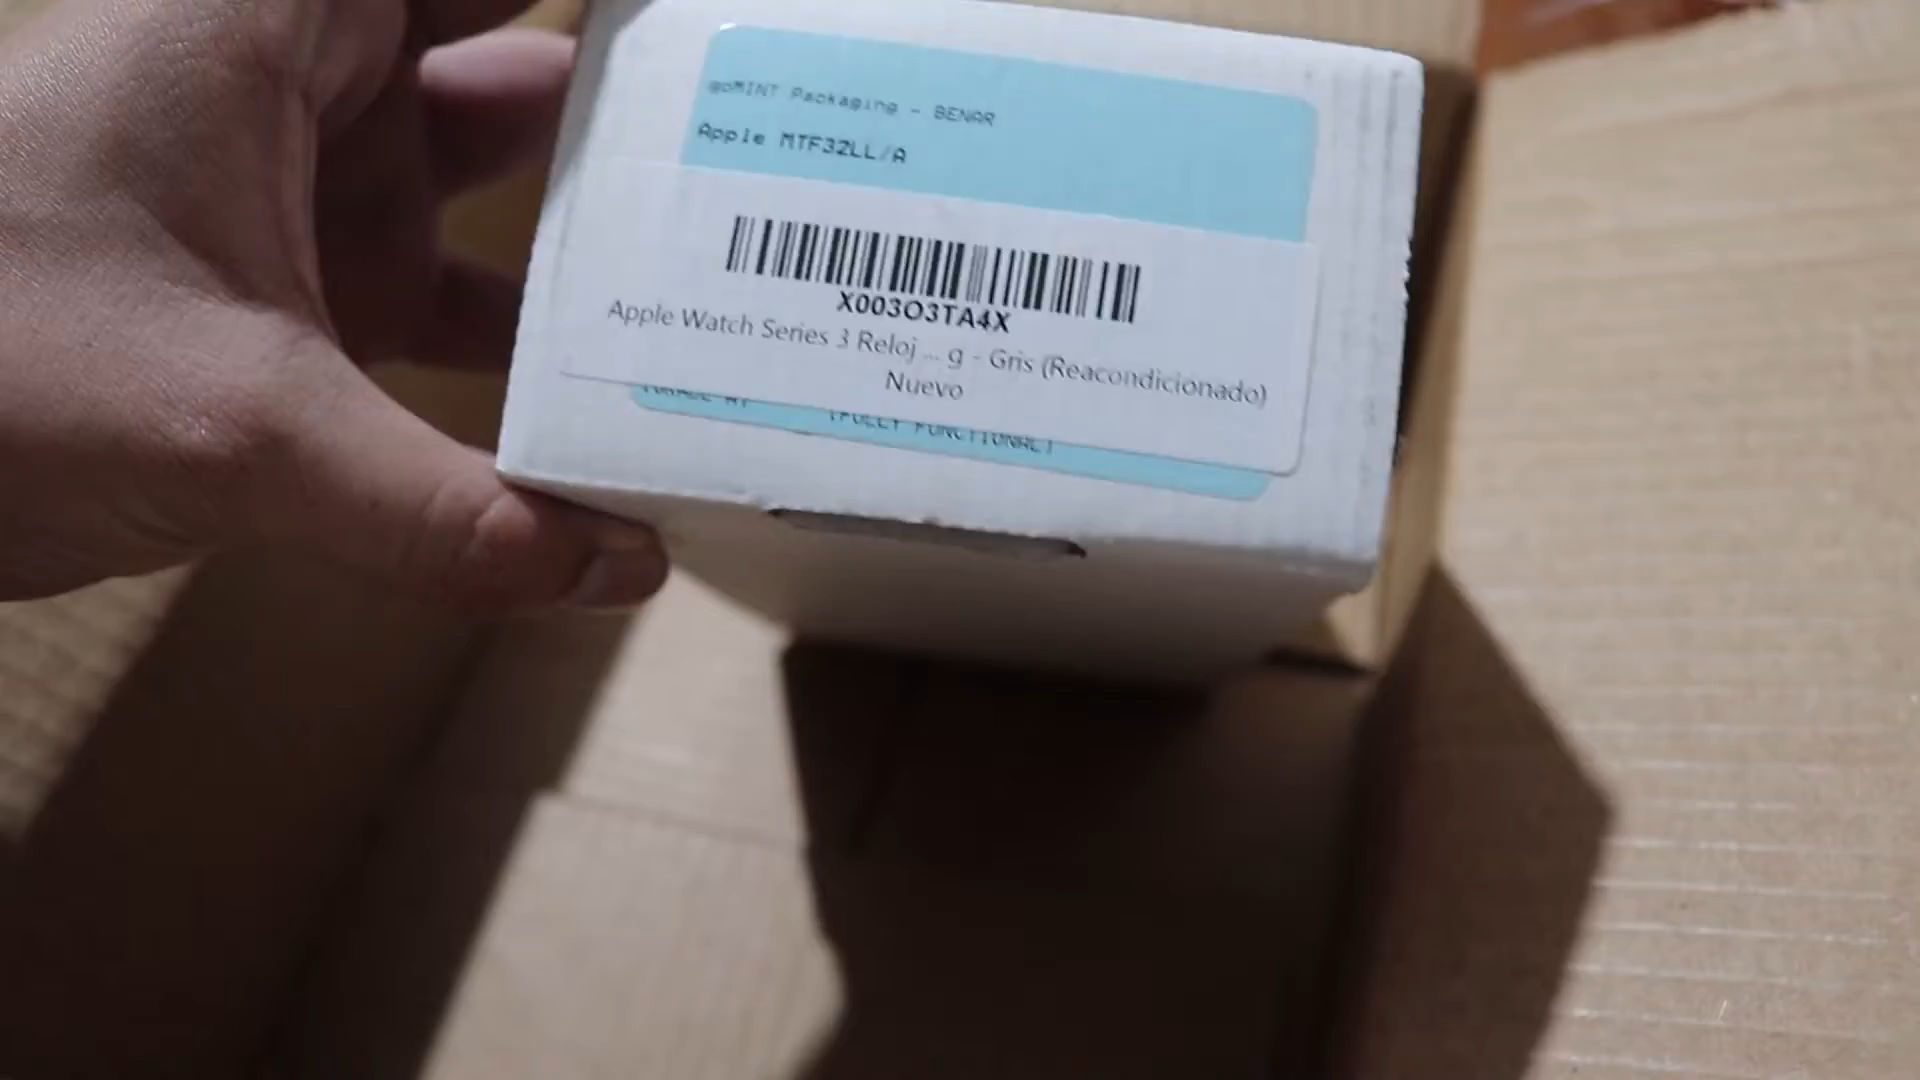 goMINT Packaging - BENAR
Apple MTF32LL/A
X003O3TA4X
Apple Watch Series 3 Reloj ... g - Gris (Reacondicionado)
Nuevo
(FULLY FUNCTIONAL)